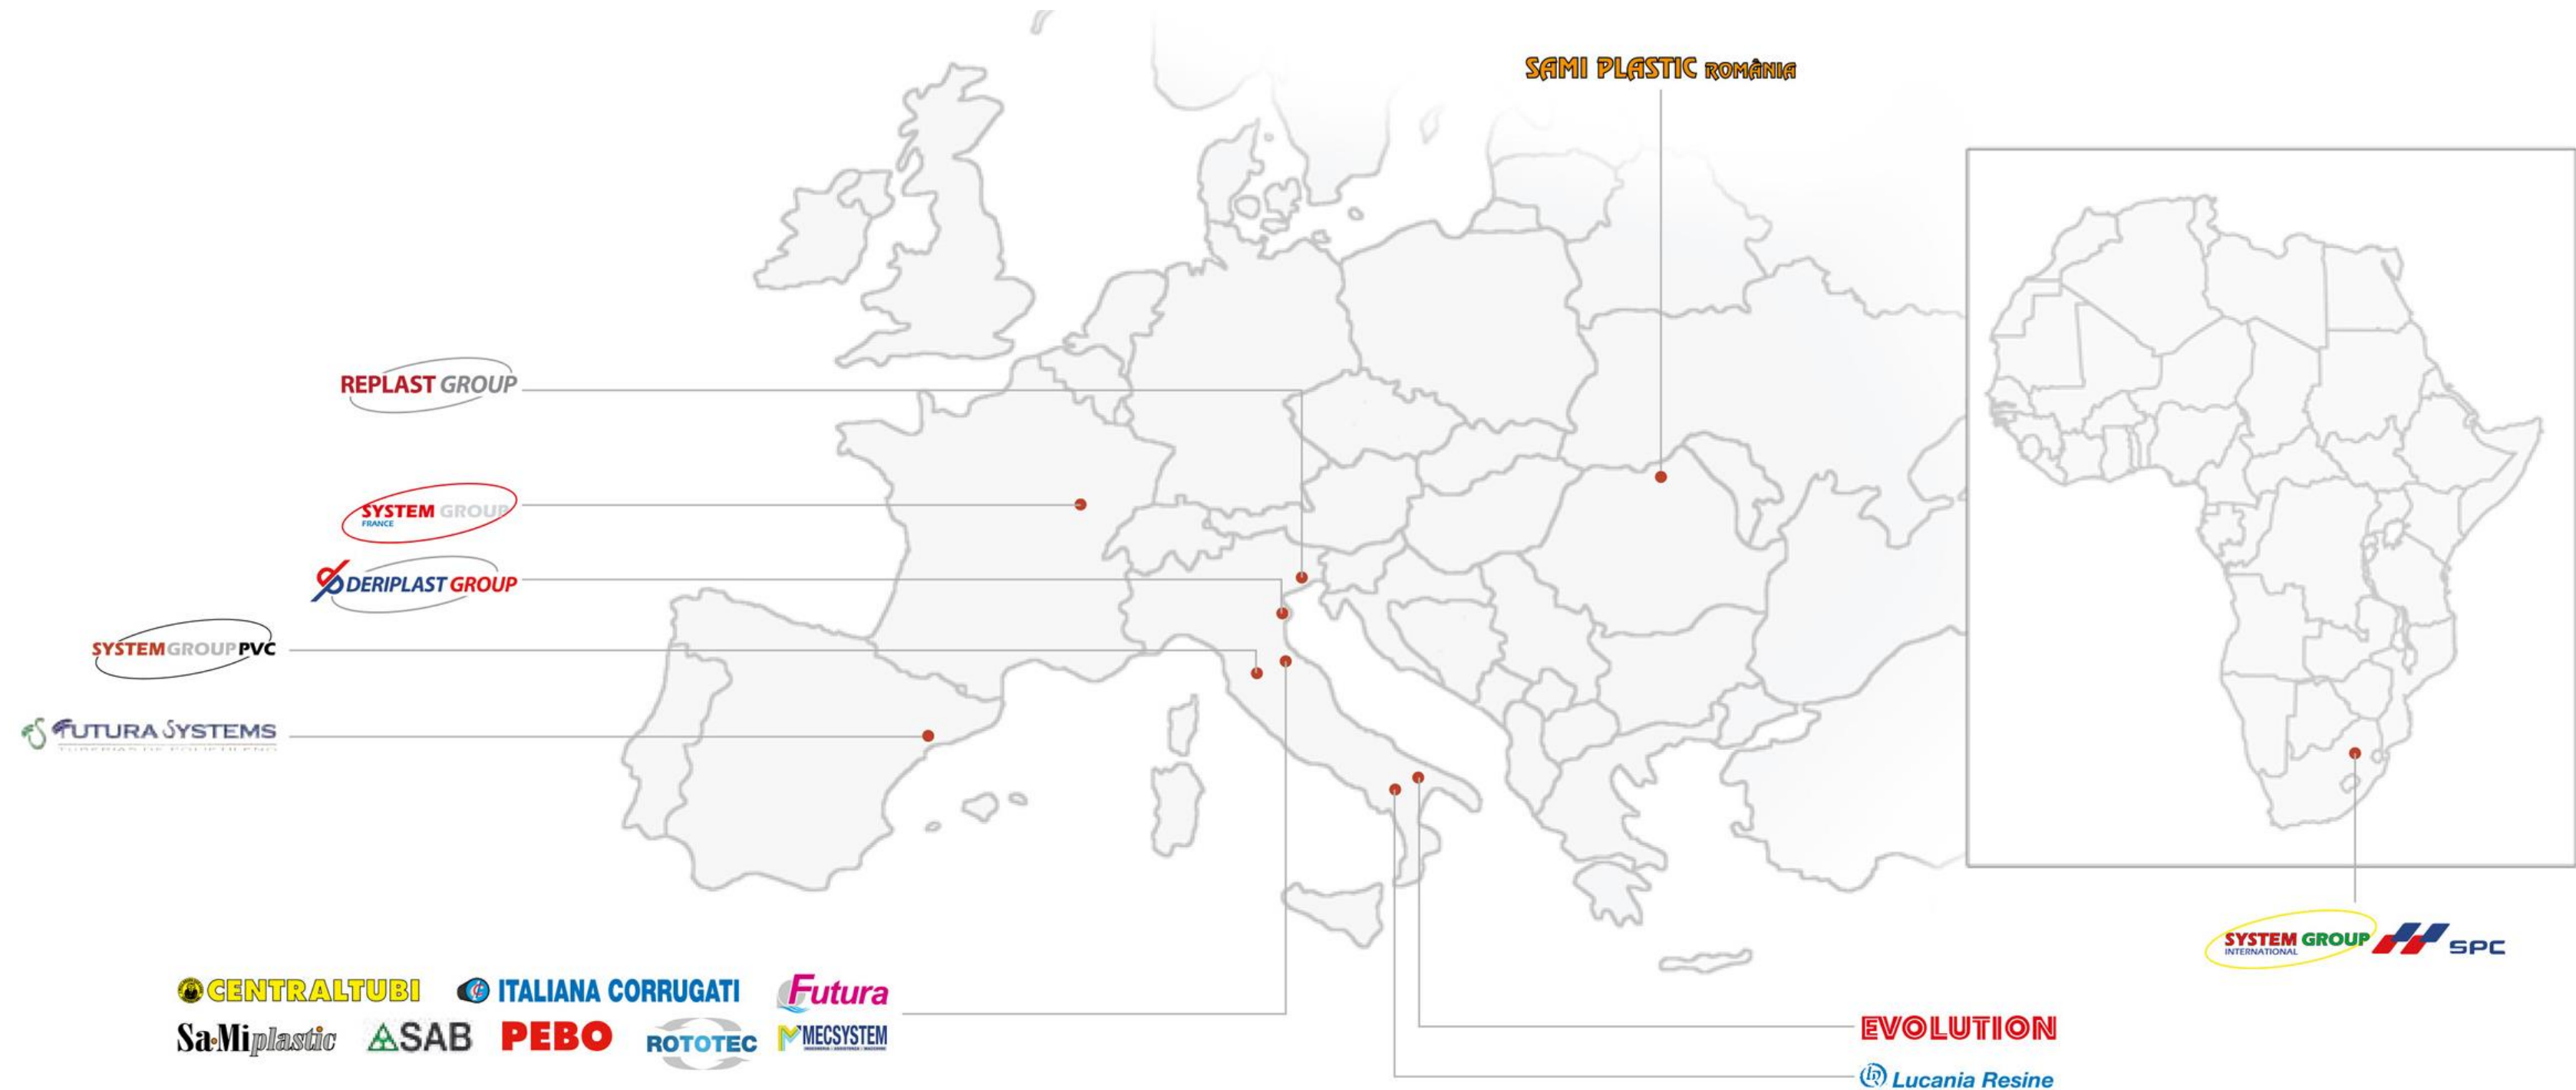 SAMI PLASTIC ROMÂNIA
REPLAST GROUP
SYSTEM GROUP
FRANCE
DERIPLAST GROUP
SYSTEMGROUPPVC
FUTURA SYSTEMS
SYSTEM GROUP
INTERNATIONAL
SPC
CENTRALTUBI
ITALIANA CORRUGATI
Futura
Sa·Miplastic
SAB
PEBO
ROTOTEC
MECSYSTEM
EVOLUTION
Lucania Resine